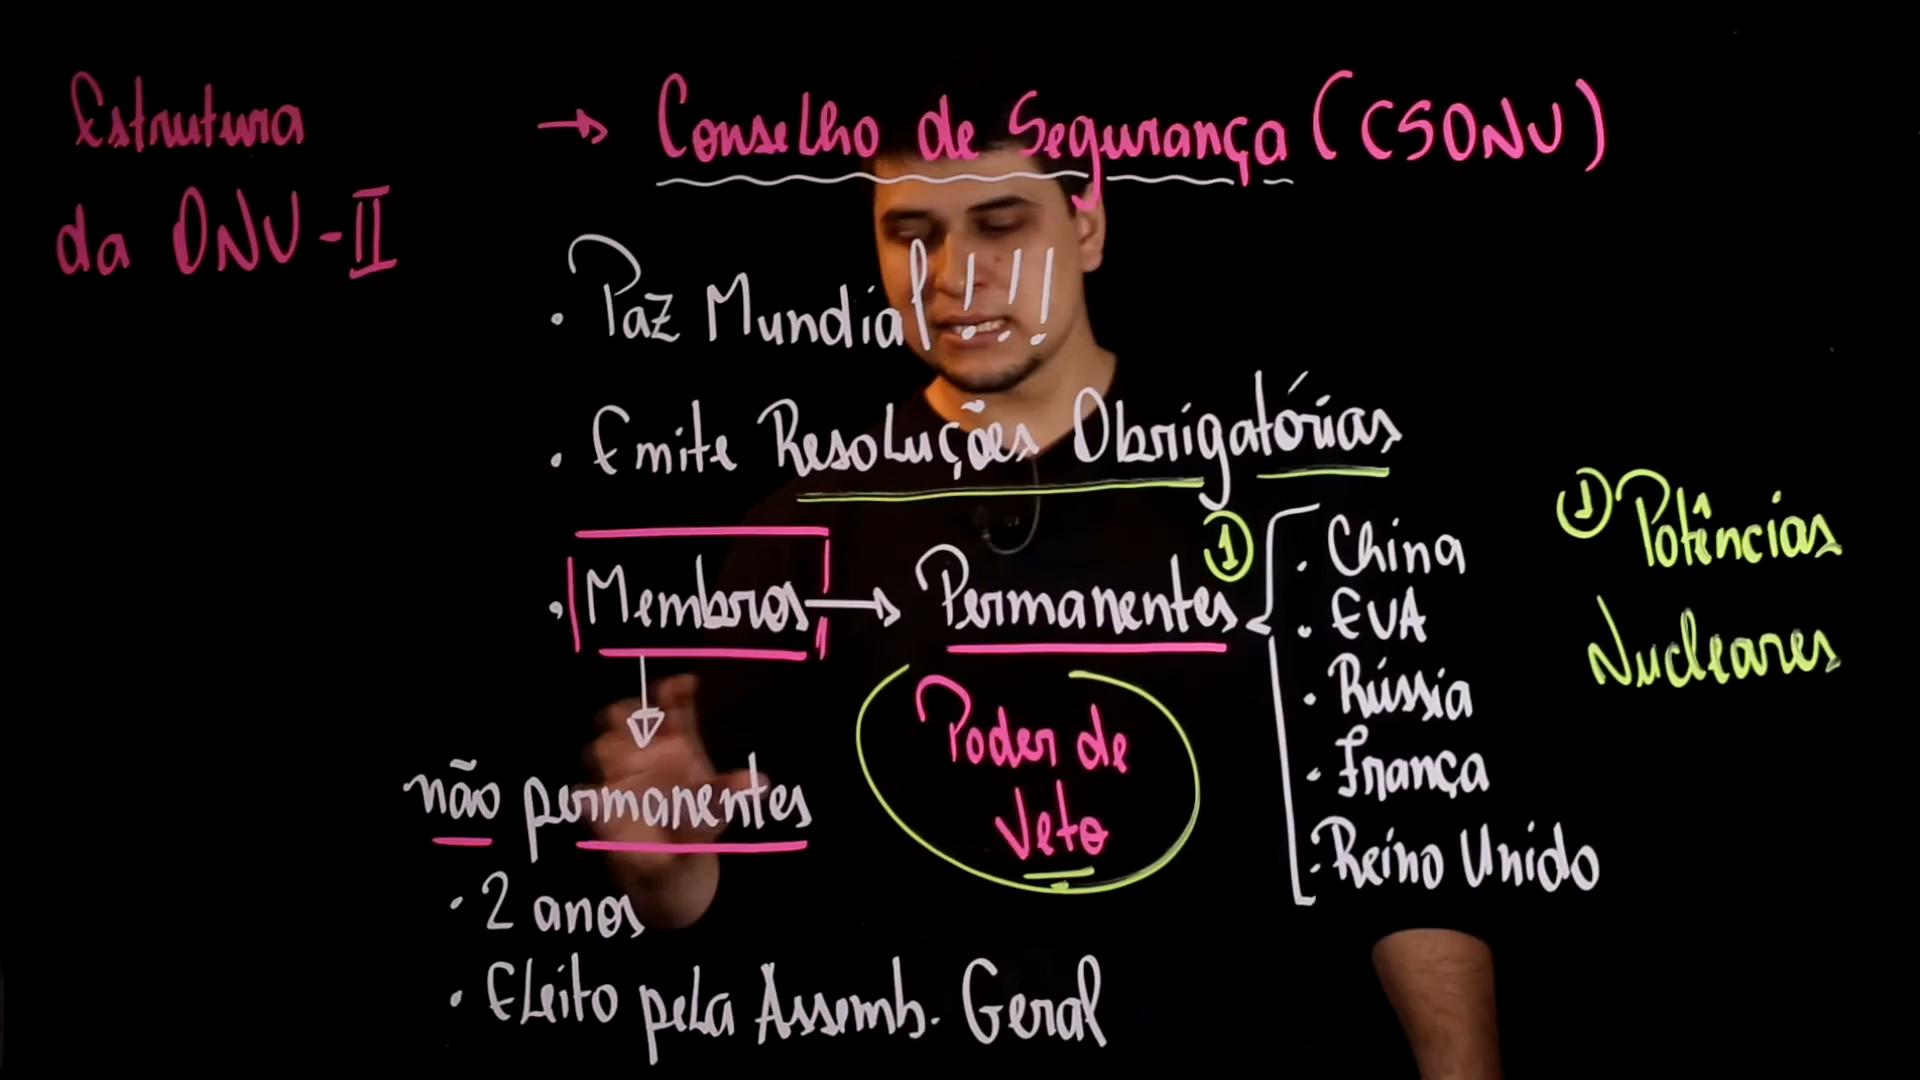 Estrutura
da ONU - II
→ Conselho de Segurança (CSONU)
• Paz Mundial!!!
• Emite Resoluções Obrigatórias
• Membros → Permanentes ①
• China
• EUA
• Rússia
• França
• Reino Unido
① Potências
Nucleares
Poder de
Veto
não permanentes
• 2 anos
• Eleito pela Assemb. Geral